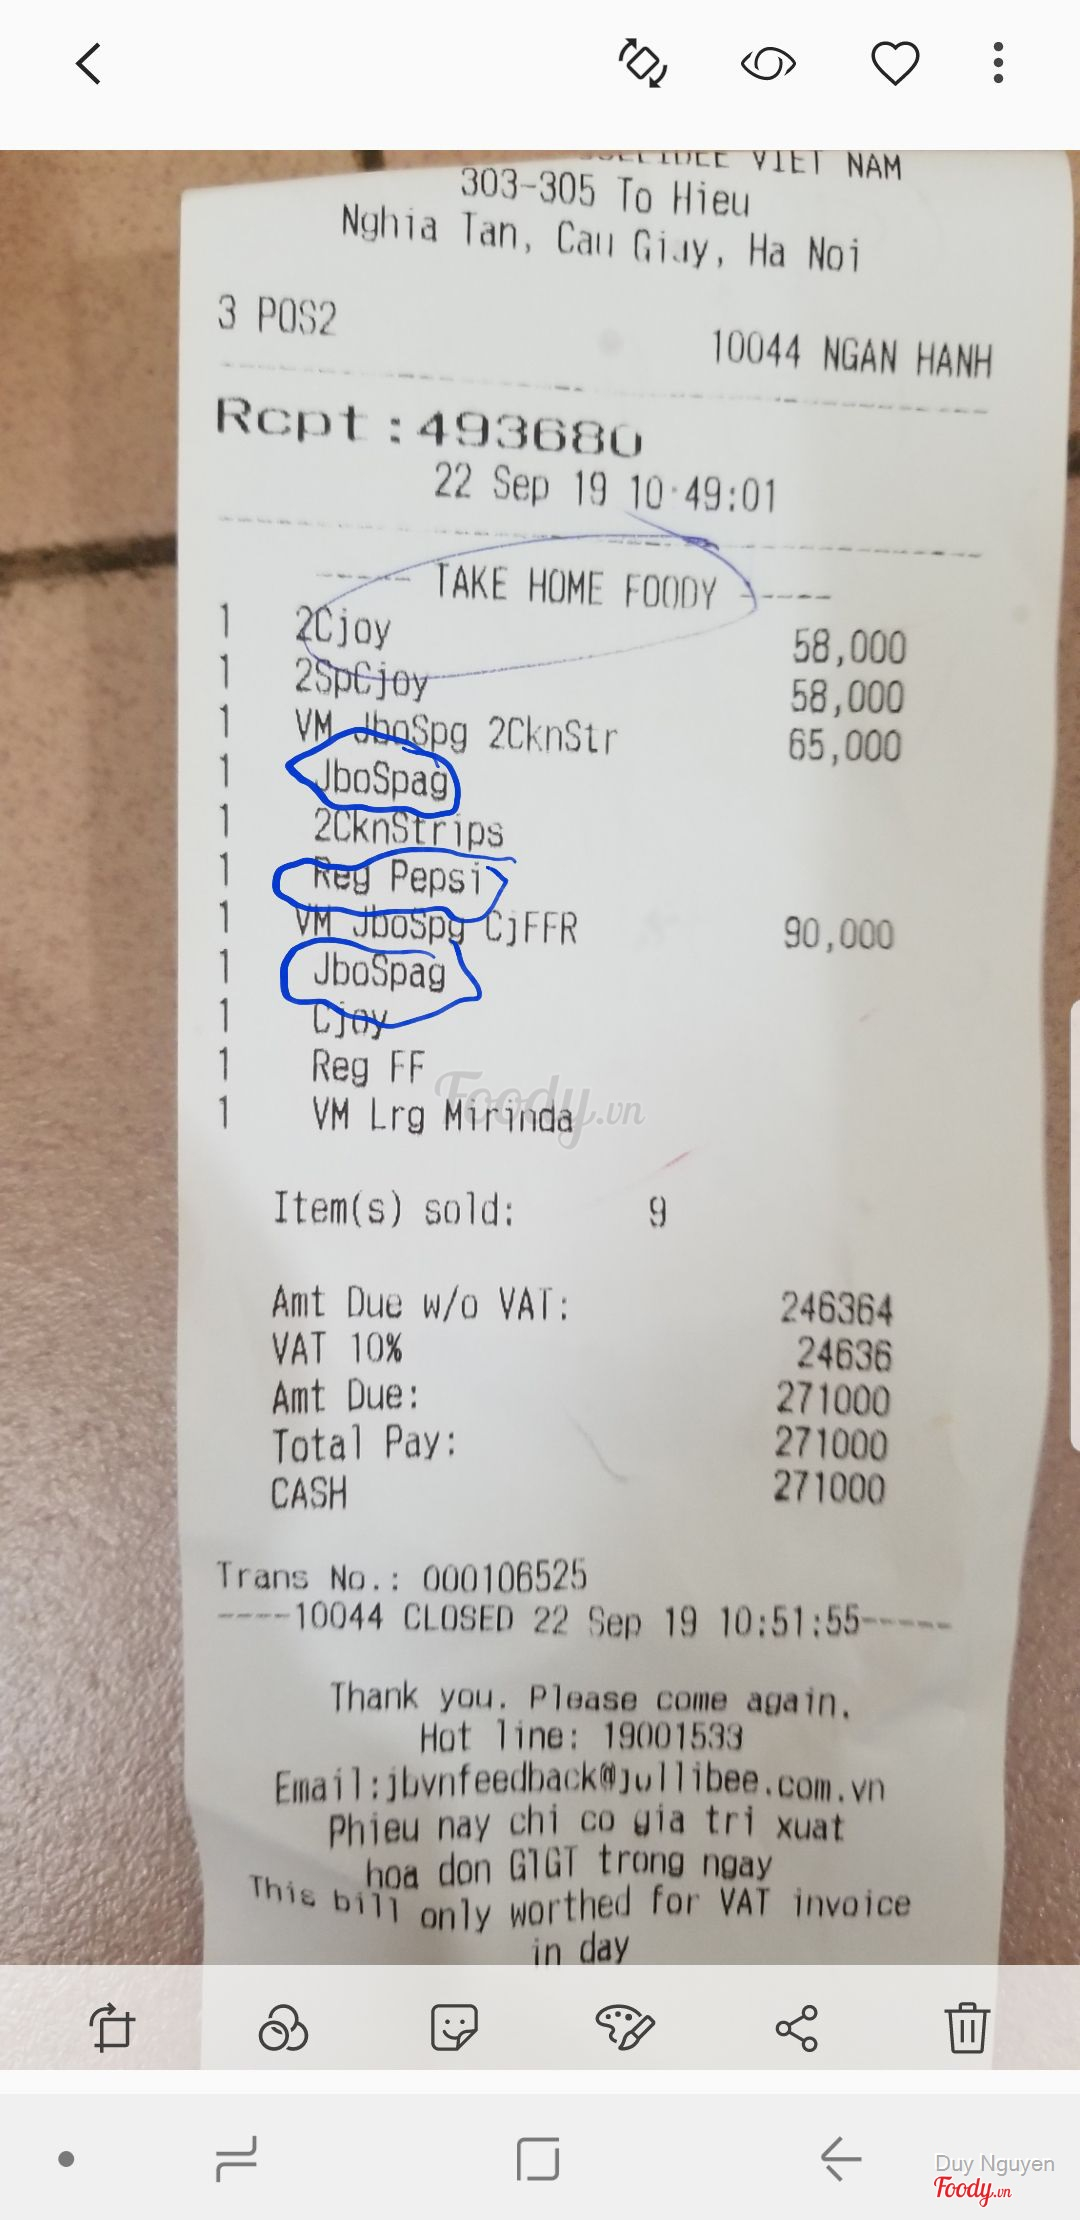 JOLLIBEE VIET NAM
303-305 To Hieu
Nghia Tan, Cau Giay, Ha Noi
3 POS2
10044 NGAN HANH
Rcpt:493680
22 Sep 19 10:49:01
----- TAKE HOME FOODY -----
1 2Cjoy 58,000
1 2SpCjoy 58,000
1 VM JboSpg 2CknStr 65,000
1 JboSpag
1 2CknStrips
1 Reg Pepsi
1 VM JboSpg CjFFR 90,000
1 JboSpag
1 Cjoy
1 Reg FF
1 VM Lrg Mirinda
Foody.vn
Item(s) sold: 9
Amt Due w/o VAT: 246364
VAT 10% 24636
Amt Due: 271000
Total Pay: 271000
CASH 271000
Trans No.: 000106525
----10044 CLOSED 22 Sep 19 10:51:55-----
Thank you. Please come again.
Hot line: 19001533
Email:jbvnfeedback@jollibee.com.vn
Phieu nay chi co gia tri xuat
hoa don GTGT trong ngay
This bill only worthed for VAT invoice
in day
Duy Nguyen
Foody.vn